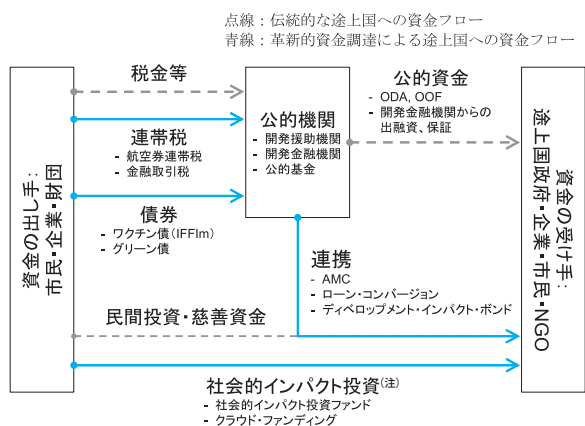 点線：伝統的な途上国への資金フロー
青線：革新的資金調達による途上国への資金フロー
資金の出し手：
市民・企業・財団
税金等
連帯税
- 航空券連帯税
- 金融取引税
債券
- ワクチン債（IFFIm）
- グリーン債
公的機関
- 開発援助機関
- 開発金融機関
- 公的基金
公的資金
- ODA, OOF
- 開発金融機関からの
出融資、保証
連携
- AMC
- ローン・コンバージョン
- ディベロップメント・インパクト・ボンド
民間投資・慈善資金
社会的インパクト投資(注)
- 社会的インパクト投資ファンド
- クラウド・ファンディング
資金の受け手：
途上国政府・企業・市民・NGO